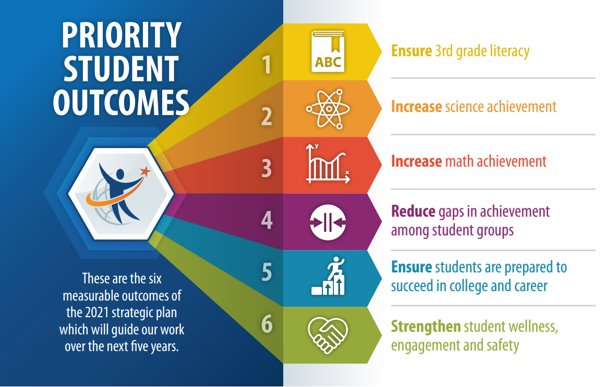 PRIORITY
STUDENT
OUTCOMES
These are the six
measurable outcomes of
the 2021 strategic plan
which will guide our work
over the next five years.
1
ABC
Ensure 3rd grade literacy
2
Increase science achievement
3
y
x
Increase math achievement
4
Reduce gaps in achievement
among student groups
5
Ensure students are prepared to
succeed in college and career
6
Strengthen student wellness,
engagement and safety